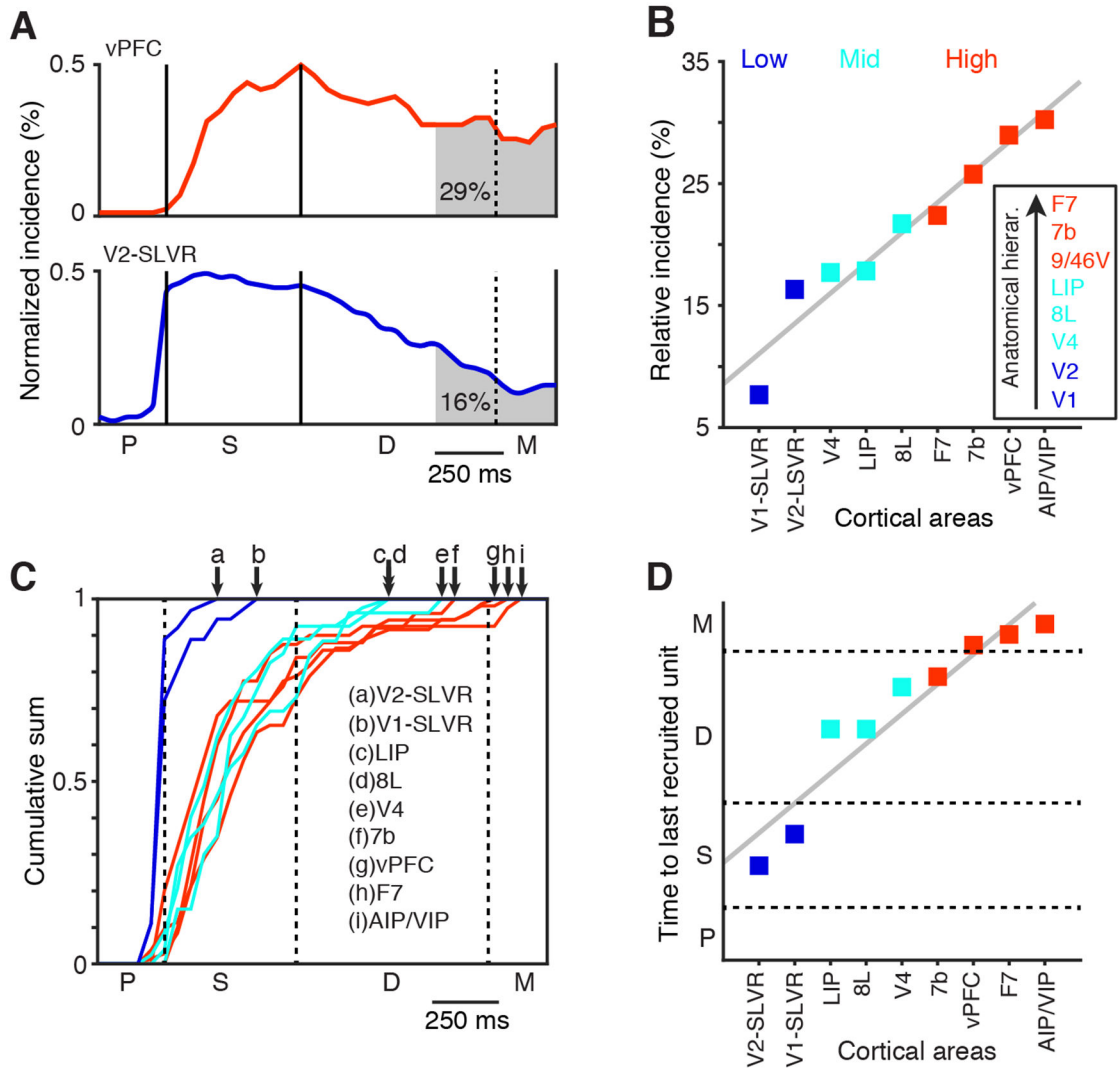 A
vPFC
0.5
0
29%
V2-SLVR
0.5
0
16%
Normalized incidence (%)
P S D M
250 ms
B
Low Mid High
35
25
15
5
Relative incidence (%)
Anatomical hierar.
F7
7b
9/46V
LIP
8L
V4
V2
V1
V1-SLVR
V2-LSVR
V4
LIP
8L
F7
7b
vPFC
AIP/VIP
Cortical areas
C
a b c,d e f g h i
1
0.5
0
Cumulative sum
(a)V2-SLVR
(b)V1-SLVR
(c)LIP
(d)8L
(e)V4
(f)7b
(g)vPFC
(h)F7
(i)AIP/VIP
P S D M
250 ms
D
M
D
S
P
Time to last recruited unit
V2-SLVR
V1-SLVR
LIP
8L
V4
7b
vPFC
F7
AIP/VIP
Cortical areas